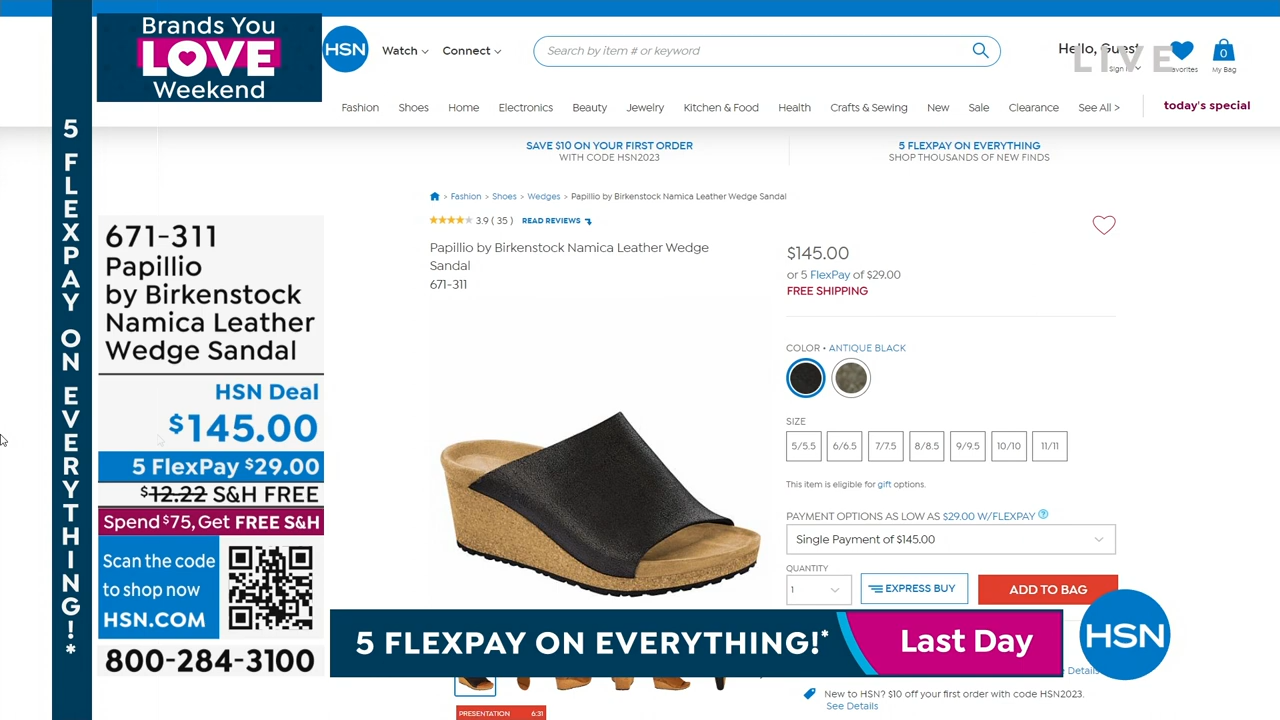 Brands You
LOVE
Weekend
5 FLEXPAY ON EVERYTHING!*
HSN
Watch
Connect
Search by item # or keyword
Hello, Guest
LIVE
Sign In
Favorites
0
My Bag
Fashion
Shoes
Home
Electronics
Beauty
Jewelry
Kitchen & Food
Health
Crafts & Sewing
New
Sale
Clearance
See All >
today's special
SAVE $10 ON YOUR FIRST ORDER
WITH CODE HSN2023
5 FLEXPAY ON EVERYTHING
SHOP THOUSANDS OF NEW FINDS
> Fashion > Shoes > Wedges > Papillio by Birkenstock Namica Leather Wedge Sandal
3.9 ( 35 ) READ REVIEWS
Papillio by Birkenstock Namica Leather Wedge
Sandal
671-311
$145.00
or 5 FlexPay of $29.00
FREE SHIPPING
COLOR • ANTIQUE BLACK
SIZE
5/5.5
6/6.5
7/7.5
8/8.5
9/9.5
10/10
11/11
This item is eligible for gift options.
PAYMENT OPTIONS AS LOW AS $29.00 W/FLEXPAY ?
Single Payment of $145.00
QUANTITY
1
EXPRESS BUY
ADD TO BAG
671-311
Papillio
by Birkenstock
Namica Leather
Wedge Sandal
HSN Deal
$145.00
5 FlexPay $29.00
$12.22 S&H FREE
Spend $75, Get FREE S&H
Scan the code
to shop now
HSN.COM
800-284-3100
5 FLEXPAY ON EVERYTHING!*
Last Day
HSN
Details
New to HSN? $10 off your first order with code HSN2023.
See Details
PRESENTATION 6:31